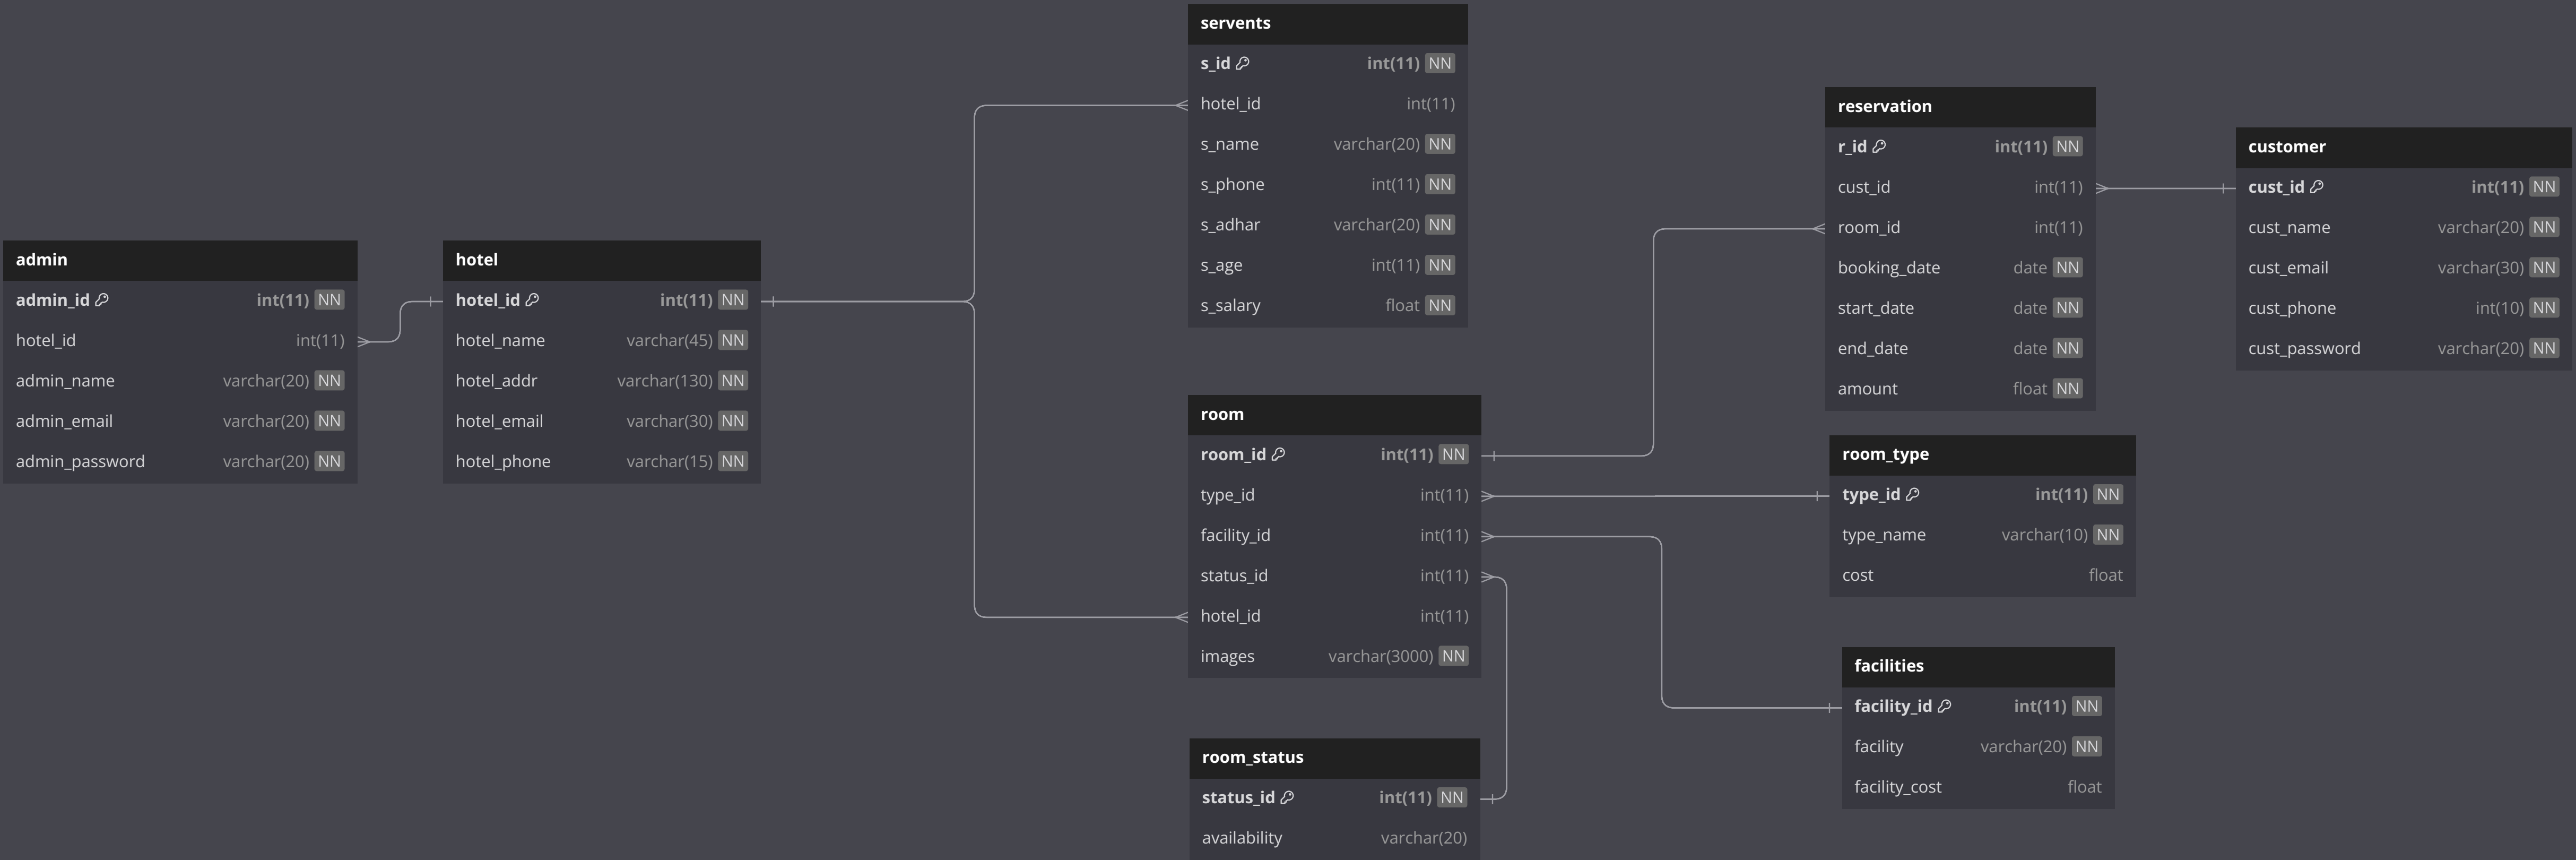 servents
s_id int(11) NN
hotel_id int(11)
s_name varchar(20) NN
s_phone int(11) NN
s_adhar varchar(20) NN
s_age int(11) NN
s_salary float NN
reservation
r_id int(11) NN
cust_id int(11)
room_id int(11)
booking_date date NN
start_date date NN
end_date date NN
amount float NN
customer
cust_id int(11) NN
cust_name varchar(20) NN
cust_email varchar(30) NN
cust_phone int(10) NN
cust_password varchar(20) NN
admin
admin_id int(11) NN
hotel_id int(11)
admin_name varchar(20) NN
admin_email varchar(20) NN
admin_password varchar(20) NN
hotel
hotel_id int(11) NN
hotel_name varchar(45) NN
hotel_addr varchar(130) NN
hotel_email varchar(30) NN
hotel_phone varchar(15) NN
room
room_id int(11) NN
type_id int(11)
facility_id int(11)
status_id int(11)
hotel_id int(11)
images varchar(3000) NN
room_type
type_id int(11) NN
type_name varchar(10) NN
cost float
facilities
facility_id int(11) NN
facility varchar(20) NN
facility_cost float
room_status
status_id int(11) NN
availability varchar(20)